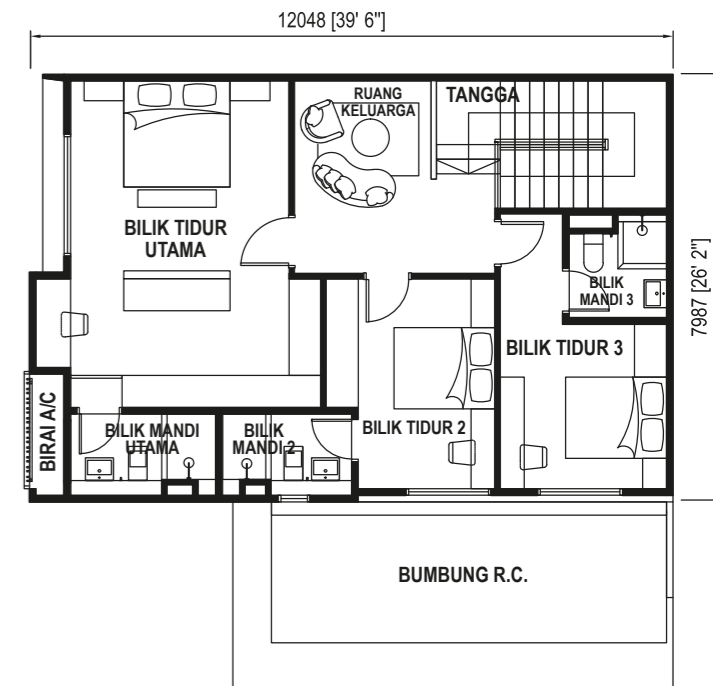 12048 [39' 6"]
RUANG
KELUARGA
TANGGA
BILIK TIDUR
UTAMA
7987 [26' 2"]
BILIK
MANDI 3
BILIK TIDUR 3
BILIK TIDUR 2
BILIK MANDI
UTAMA
BILIK
MANDI 2
BIRAI A/C
BUMBUNG R.C.